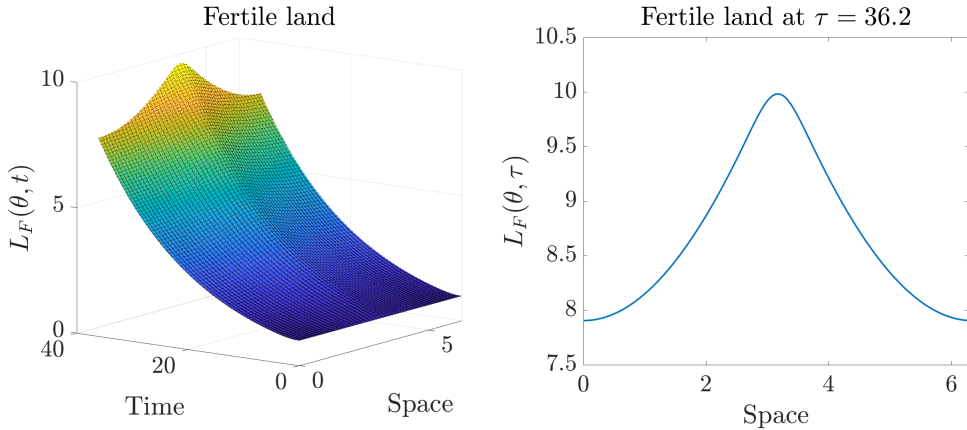 Fertile land
10
5
0
40
20
0
0
5
Time
Space
L_F(θ, t)
Fertile land at τ = 36.2
10.5
10
9.5
9
8.5
8
7.5
0
2
4
6
Space
L_F(θ, τ)